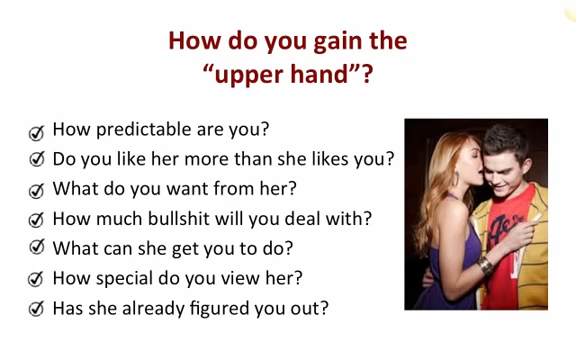 How do you gain the
“upper hand”?
How predictable are you?
Do you like her more than she likes you?
What do you want from her?
How much bullshit will you deal with?
What can she get you to do?
How special do you view her?
Has she already figured you out?